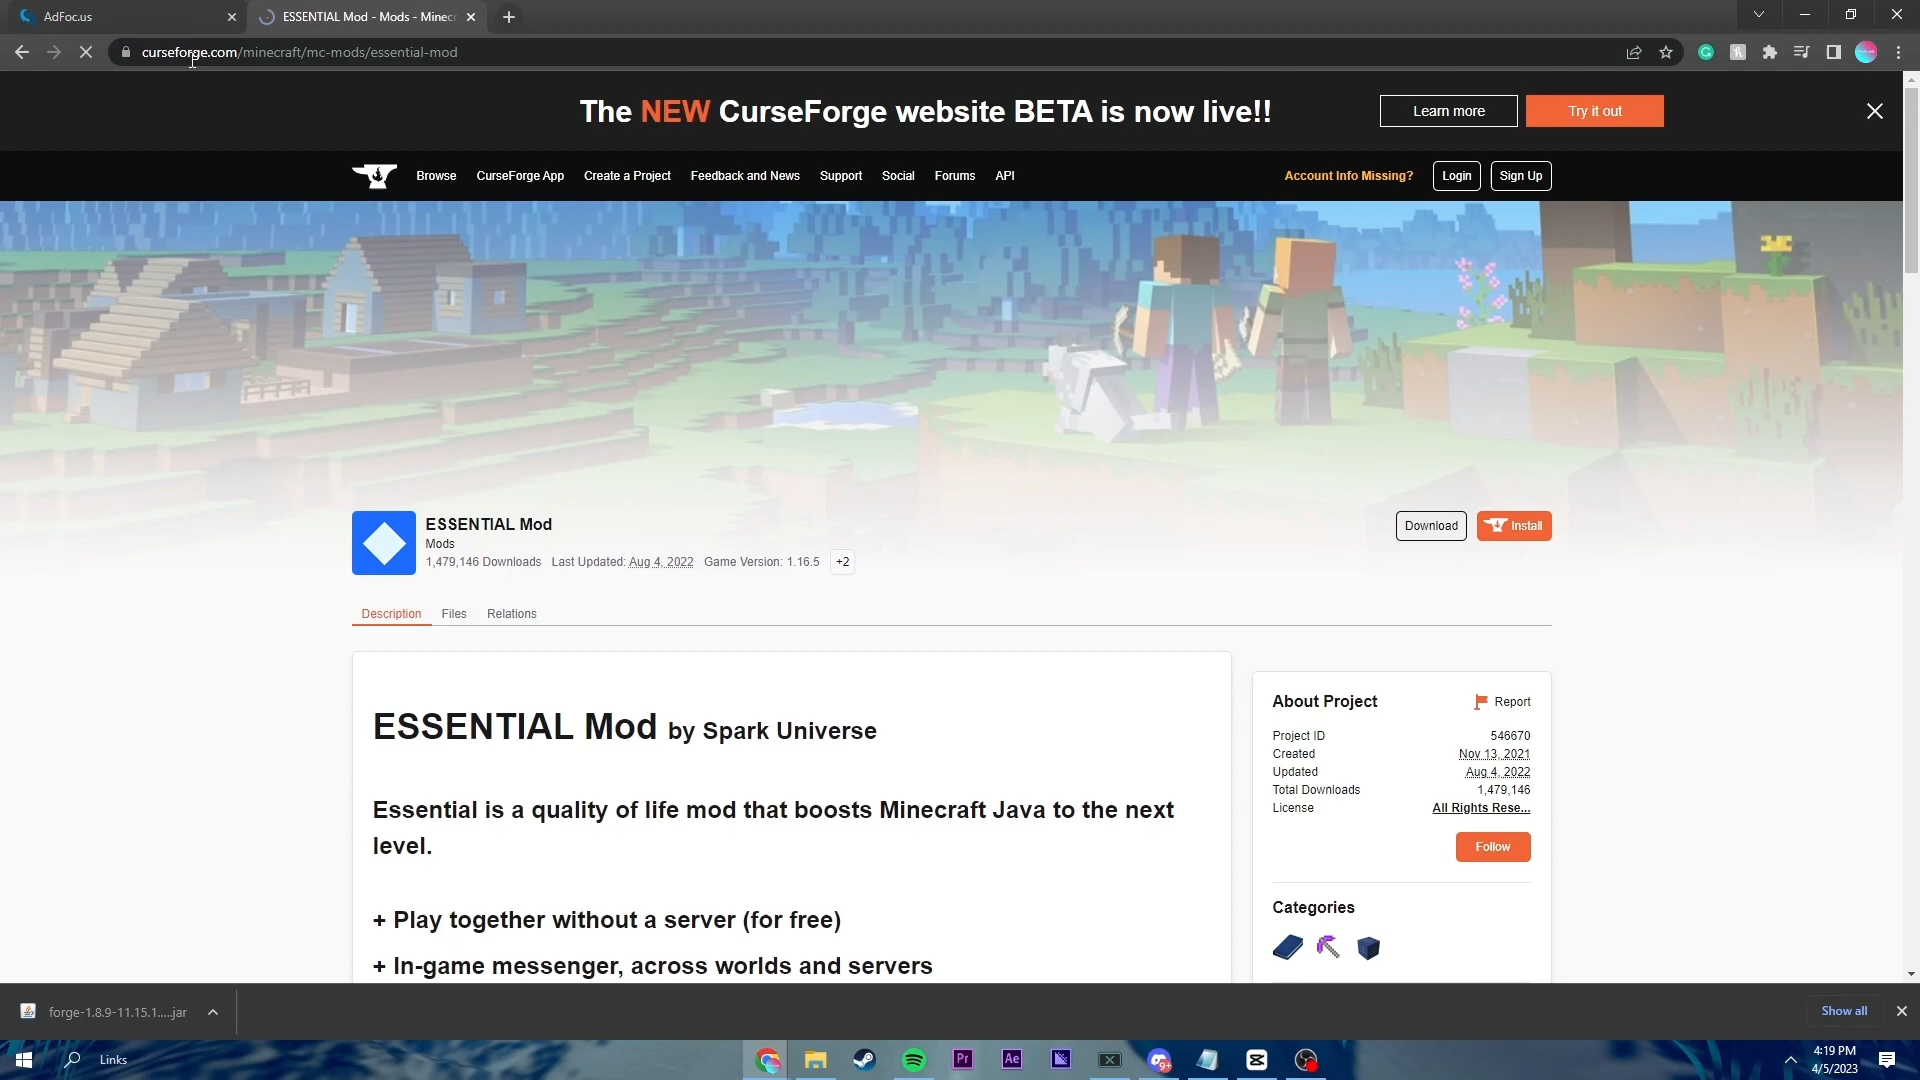 AdFoc.us
ESSENTIAL Mod - Mods - Minecr
curseforge.com/minecraft/mc-mods/essential-mod
The NEW CurseForge website BETA is now live!!
Learn more
Try it out
Browse
CurseForge App
Create a Project
Feedback and News
Support
Social
Forums
API
Account Info Missing?
Login
Sign Up
ESSENTIAL Mod
Mods
1,479,146 Downloads Last Updated: Aug 4, 2022 Game Version: 1.16.5 +2
Download
Install
Description
Files
Relations
ESSENTIAL Mod by Spark Universe
Essential is a quality of life mod that boosts Minecraft Java to the next
level.
+ Play together without a server (for free)
+ In-game messenger, across worlds and servers
About Project
Report
Project ID 546670
Created Nov 13, 2021
Updated Aug 4, 2022
Total Downloads 1,479,146
License All Rights Rese...
Follow
Categories
forge-1.8.9-11.15.1.....jar
Show all
Links
Pr
Ae
9+
4:19 PM
4/5/2023